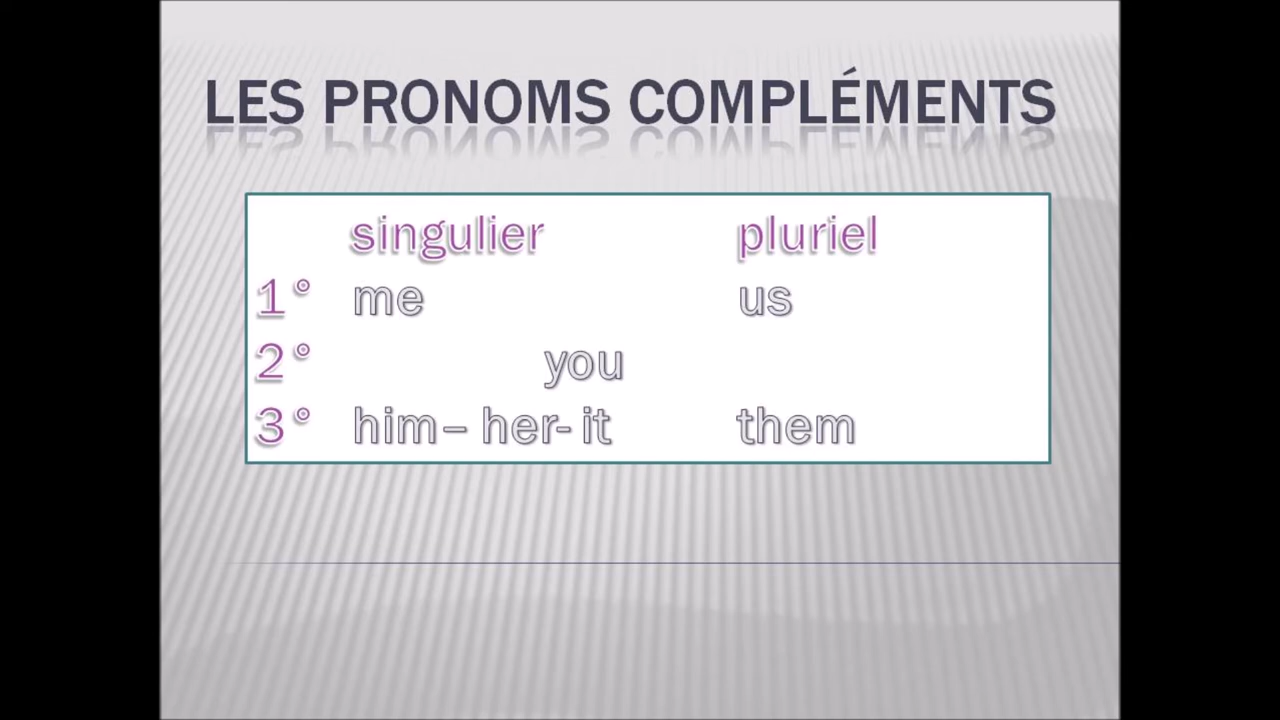 LES PRONOMS COMPLÉMENTS
singulier pluriel
1° me us
2° you
3° him – her- it them